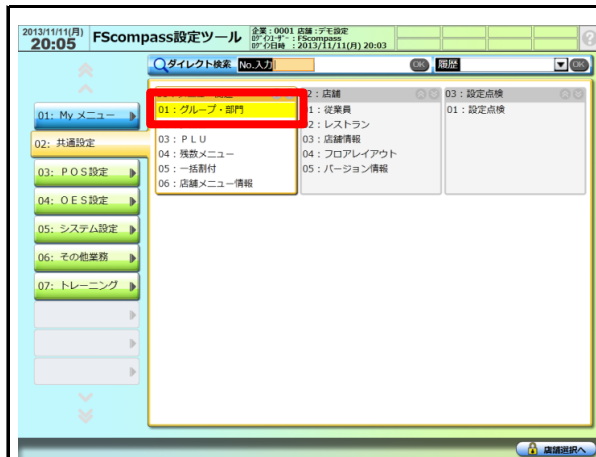 2013/11/11(月)
20:05
FScompass設定ツール
企業：0001 店舗：デモ設定
ﾛｸﾞｲﾝﾕｰｻﾞｰ：FScompass
ﾛｸﾞｲﾝ日時 ：2013/11/11(月) 20:03
ダイレクト検索 No.入力 OK 履歴 OK
01: My メニュー
02: 共通設定
03: POS設定
04: OES設定
05: システム設定
06: その他業務
07: トレーニング
01：グループ・部門
03：PLU
04：残数メニュー
05：一括割付
06：店舗メニュー情報
2：店舗
01：従業員
2：レストラン
03：店舗情報
04：フロアレイアウト
05：バージョン情報
03：設定点検
01：設定点検
店舗選択へ